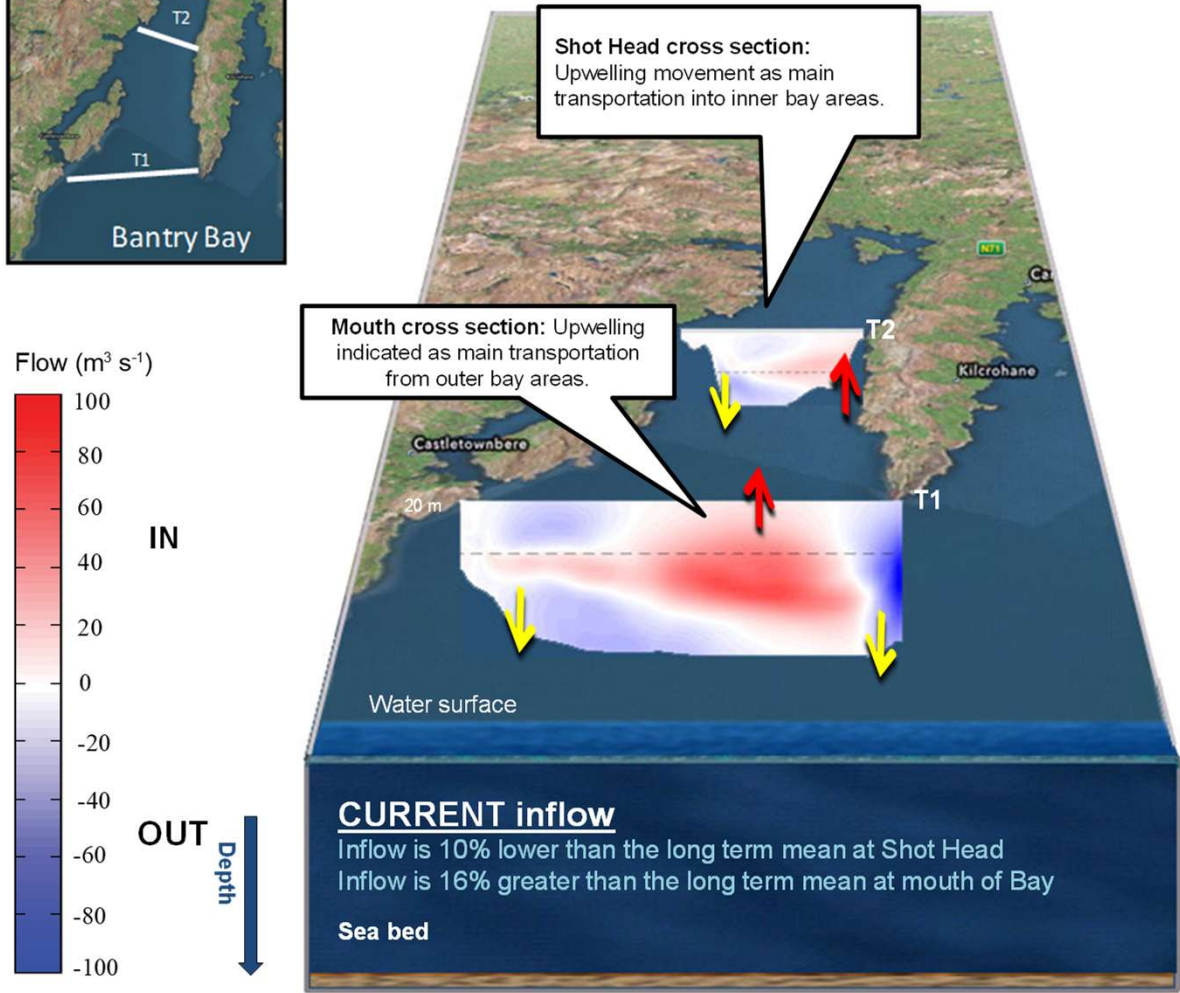 T2
T1
Bantry Bay
Shot Head cross section:
Upwelling movement as main
transportation into inner bay areas.
N71
Mouth cross section: Upwelling
indicated as main transportation
from outer bay areas.
T2
Kilcrohane
Castletownbere
20 m
T1
Flow (m³ s⁻¹)
100
80
60
40
20
0
-20
-40
-60
-80
-100
IN
OUT
Depth
Water surface
CURRENT inflow
Inflow is 10% lower than the long term mean at Shot Head
Inflow is 16% greater than the long term mean at mouth of Bay
Sea bed